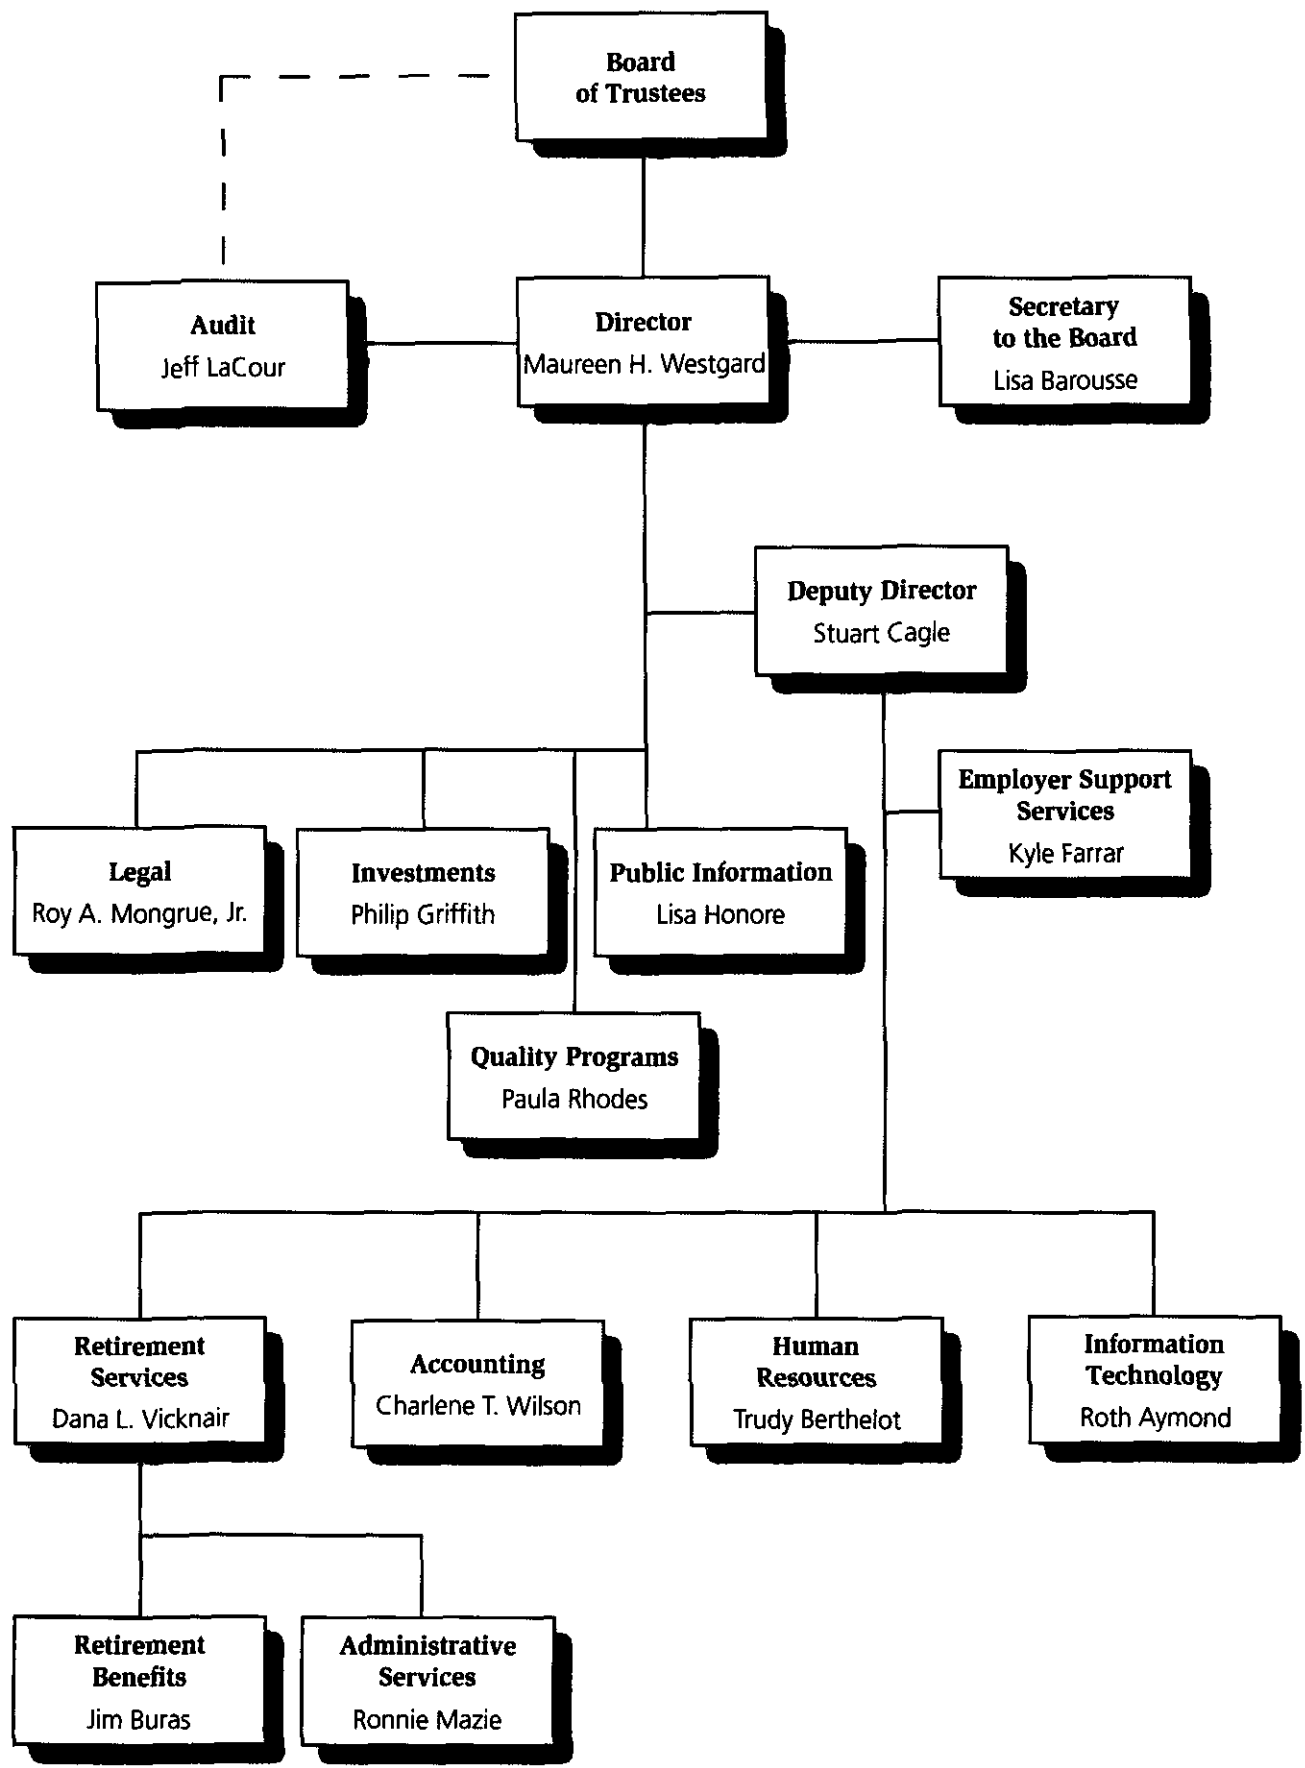 Board
of Trustees
Audit
Jeff LaCour
Director
Maureen H. Westgard
Secretary
to the Board
Lisa Barousse
Deputy Director
Stuart Cagle
Employer Support
Services
Kyle Farrar
Legal
Roy A. Mongrue, Jr.
Investments
Philip Griffith
Public Information
Lisa Honore
Quality Programs
Paula Rhodes
Retirement
Services
Dana L. Vicknair
Accounting
Charlene T. Wilson
Human
Resources
Trudy Berthelot
Information
Technology
Roth Aymond
Retirement
Benefits
Jim Buras
Administrative
Services
Ronnie Mazie